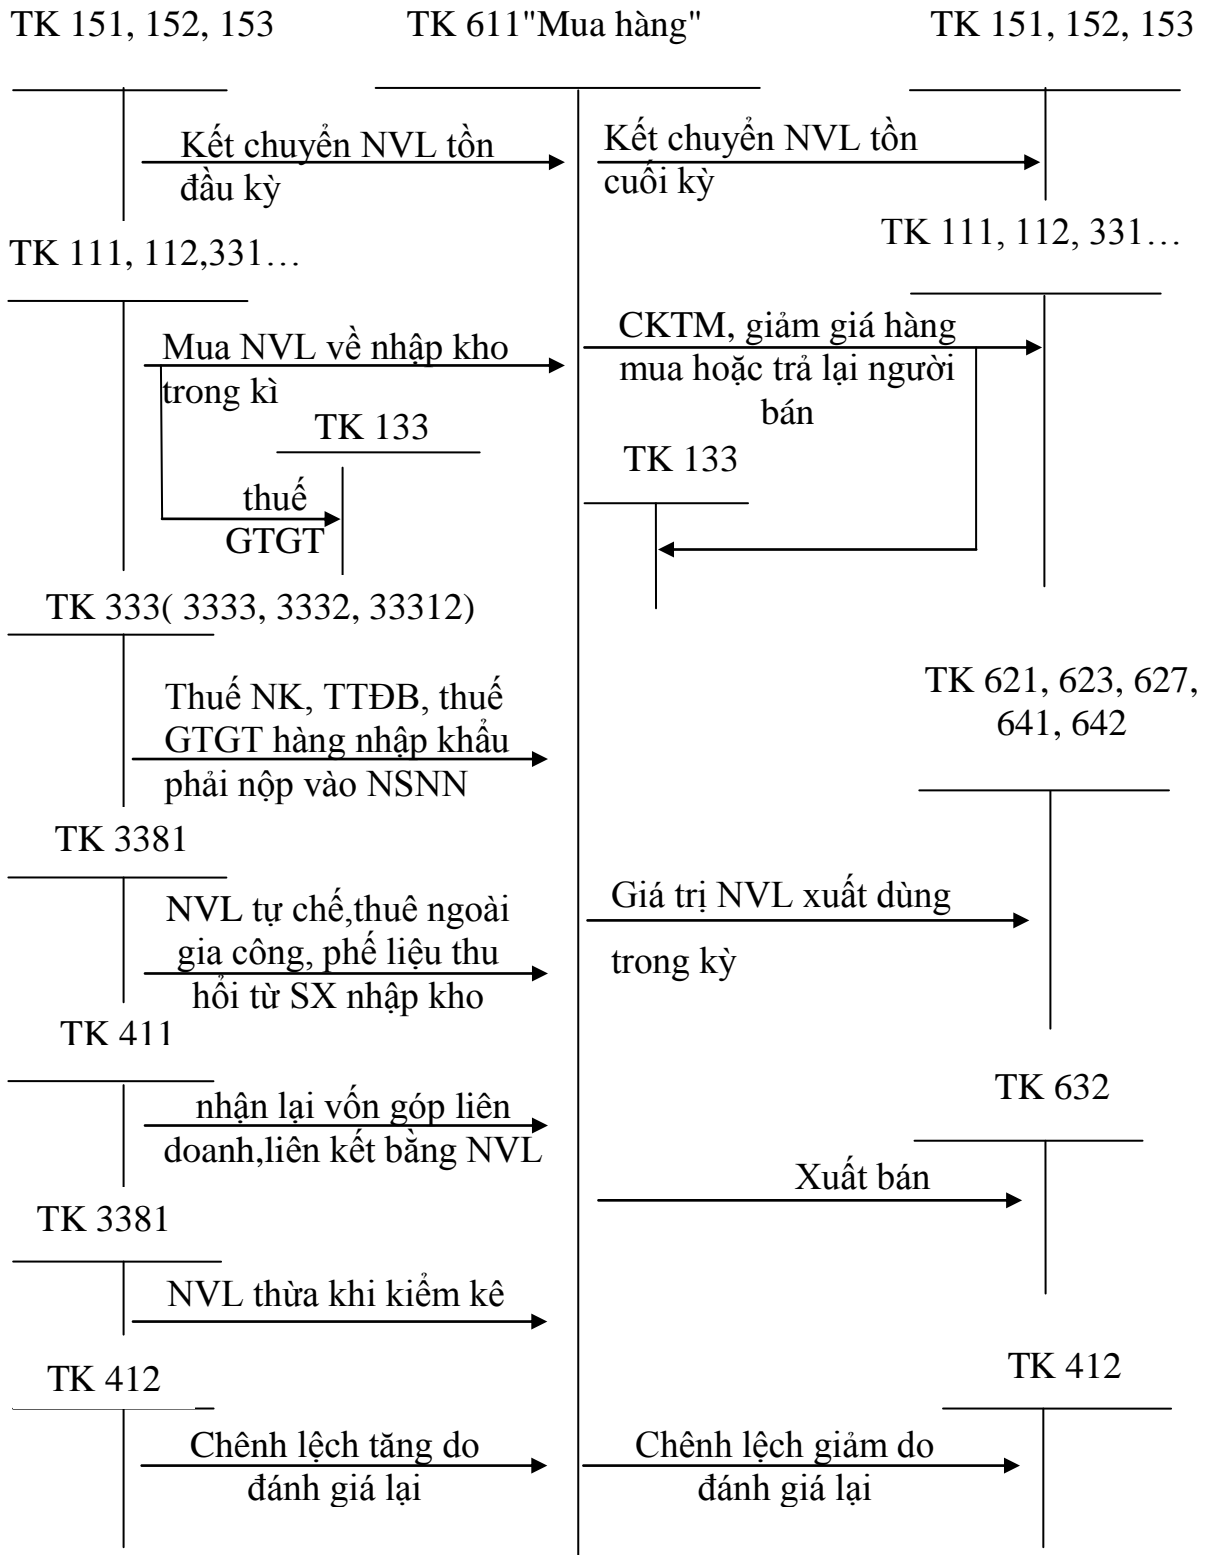 TK 151, 152, 153
TK 611"Mua hàng"
TK 151, 152, 153
Kết chuyển NVL tồn
đầu kỳ
Kết chuyển NVL tồn
cuối kỳ
TK 111, 112,331…
TK 111, 112, 331…
Mua NVL về nhập kho
trong kì
CKTM, giảm giá hàng
mua hoặc trả lại người
bán
TK 133
TK 133
thuế
GTGT
TK 333( 3333, 3332, 33312)
Thuế NK, TTĐB, thuế
GTGT hàng nhập khẩu
phải nộp vào NSNN
TK 621, 623, 627,
641, 642
TK 3381
NVL tự chế,thuê ngoài
gia công, phế liệu thu
hồi từ SX nhập kho
Giá trị NVL xuất dùng
trong kỳ
TK 411
nhận lại vốn góp liên
doanh,liên kết bằng NVL
TK 632
Xuất bán
TK 3381
NVL thừa khi kiểm kê
TK 412
TK 412
Chênh lệch tăng do
đánh giá lại
Chênh lệch giảm do
đánh giá lại